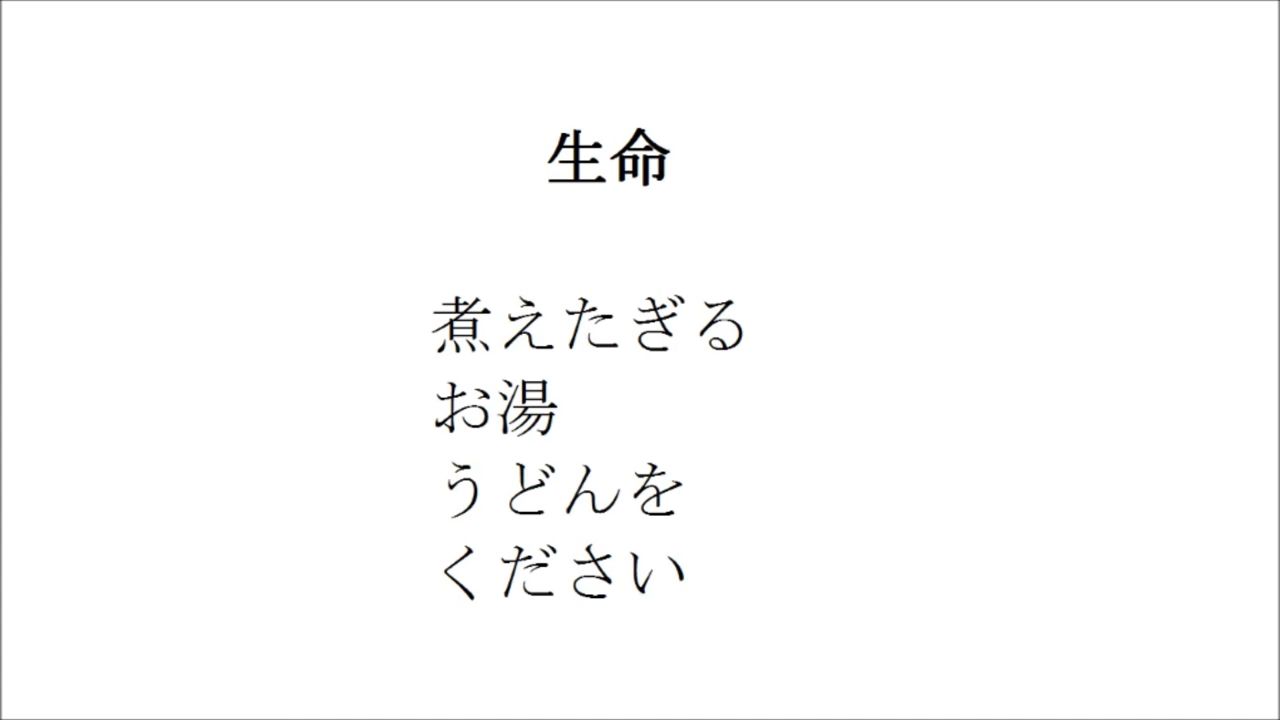 生命
煮えたぎる
お湯
うどんを
ください